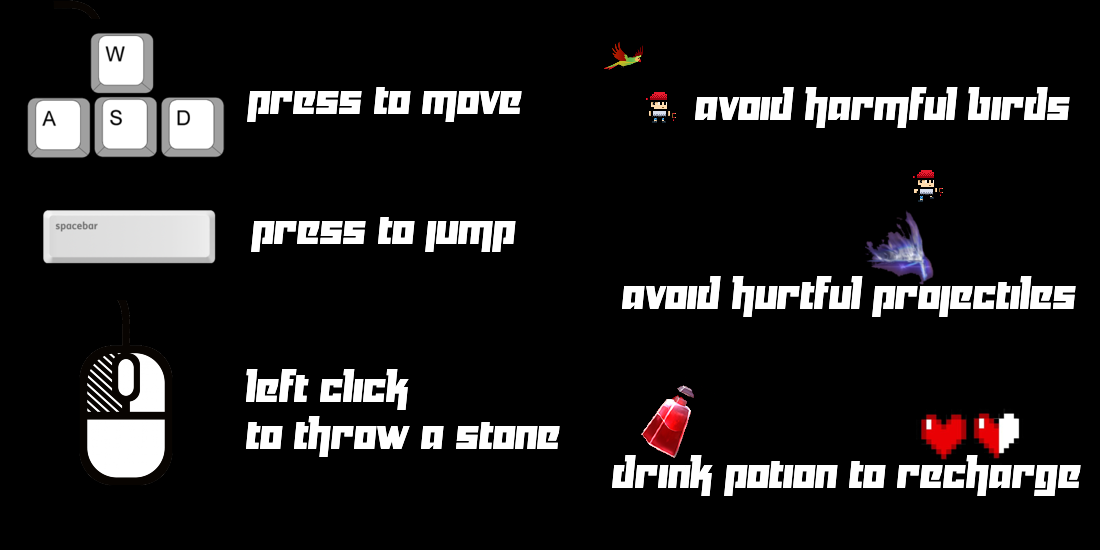 W
A S D
press to move
spacebar
press to jump
left click
to throw a stone
avoid harmful birds
avoid hurtful projectiles
drink potion to recharge